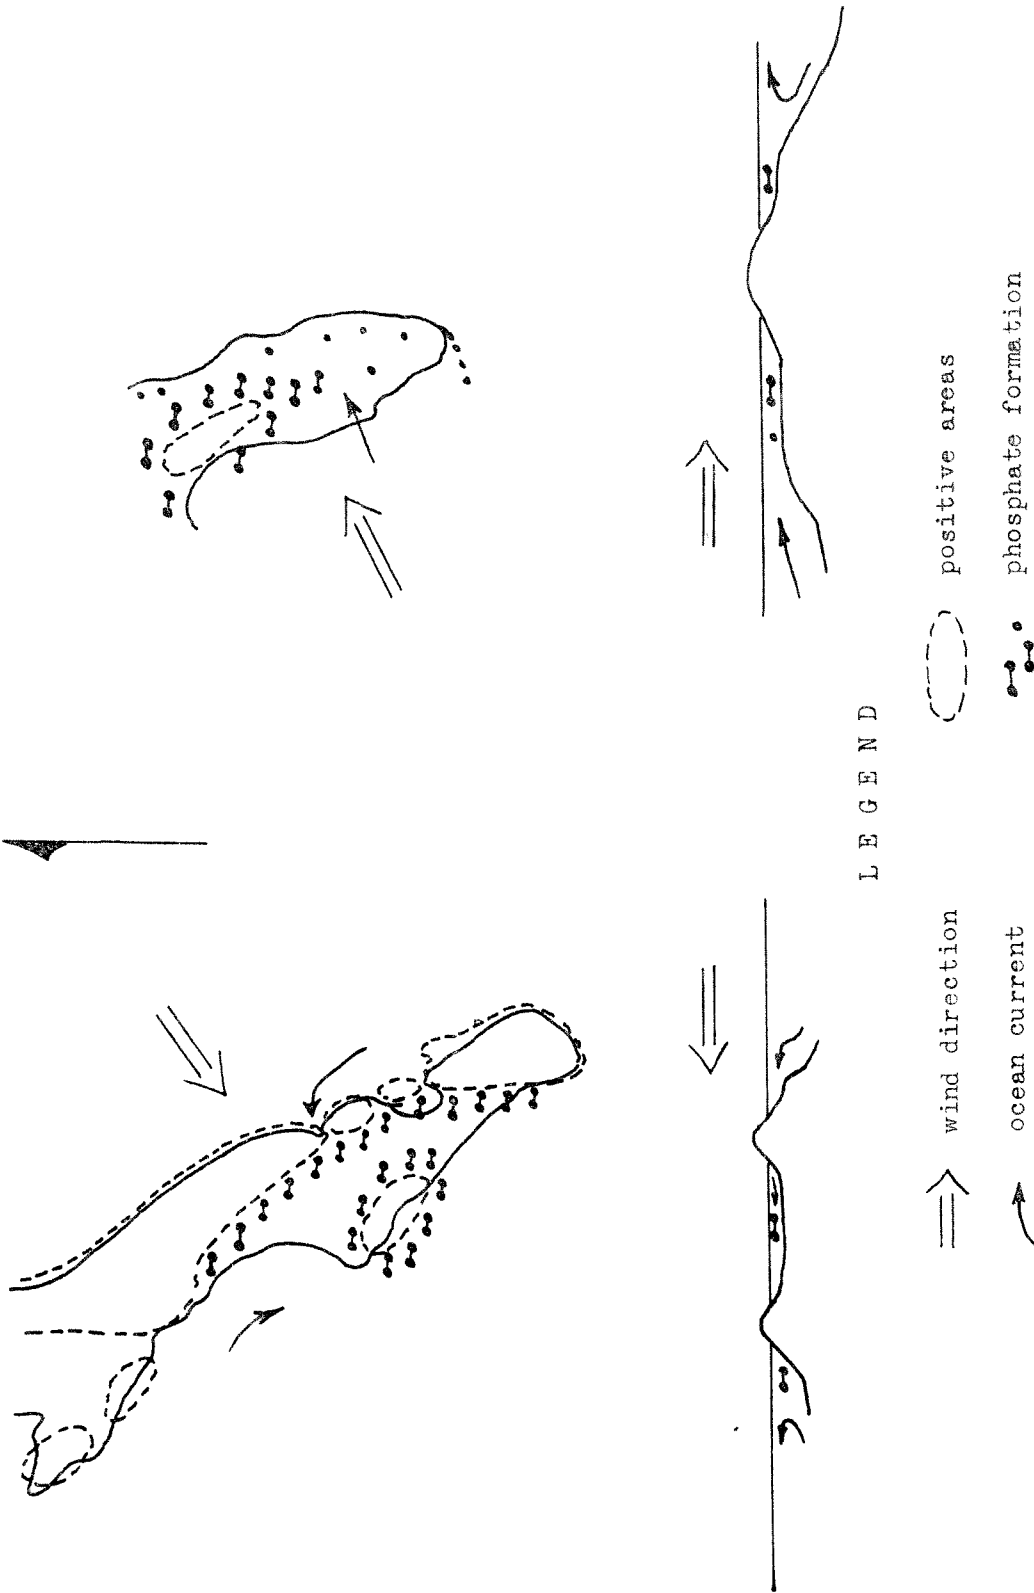 LEGEND
wind direction
ocean current
positive areas
phosphate formation